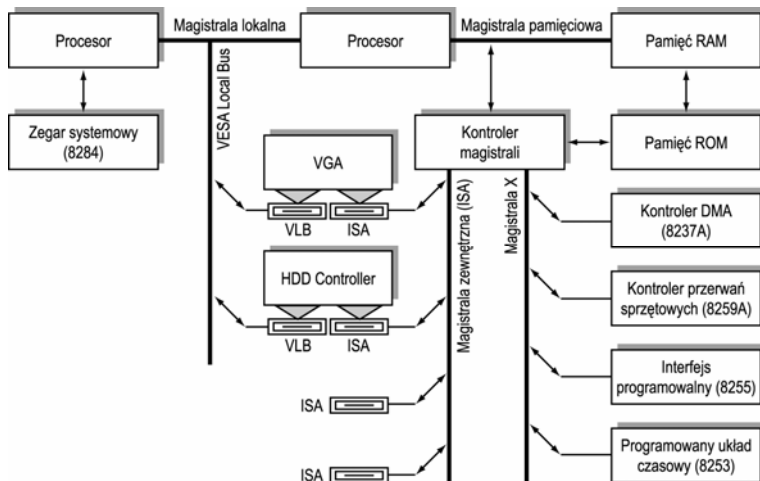 Procesor
Magistrala lokalna
Procesor
Magistrala pamięciowa
Pamięć RAM
Zegar systemowy
(8284)
VESA Local Bus
VGA
VLB
ISA
Kontroler
magistrali
Pamięć ROM
Magistrala zewnętrzna (ISA)
Magistrala X
Kontroler DMA
(8237A)
HDD Controller
VLB
ISA
Kontroler przerwań
sprzętowych (8259A)
ISA
Interfejs
programowalny (8255)
ISA
Programowany układ
czasowy (8253)